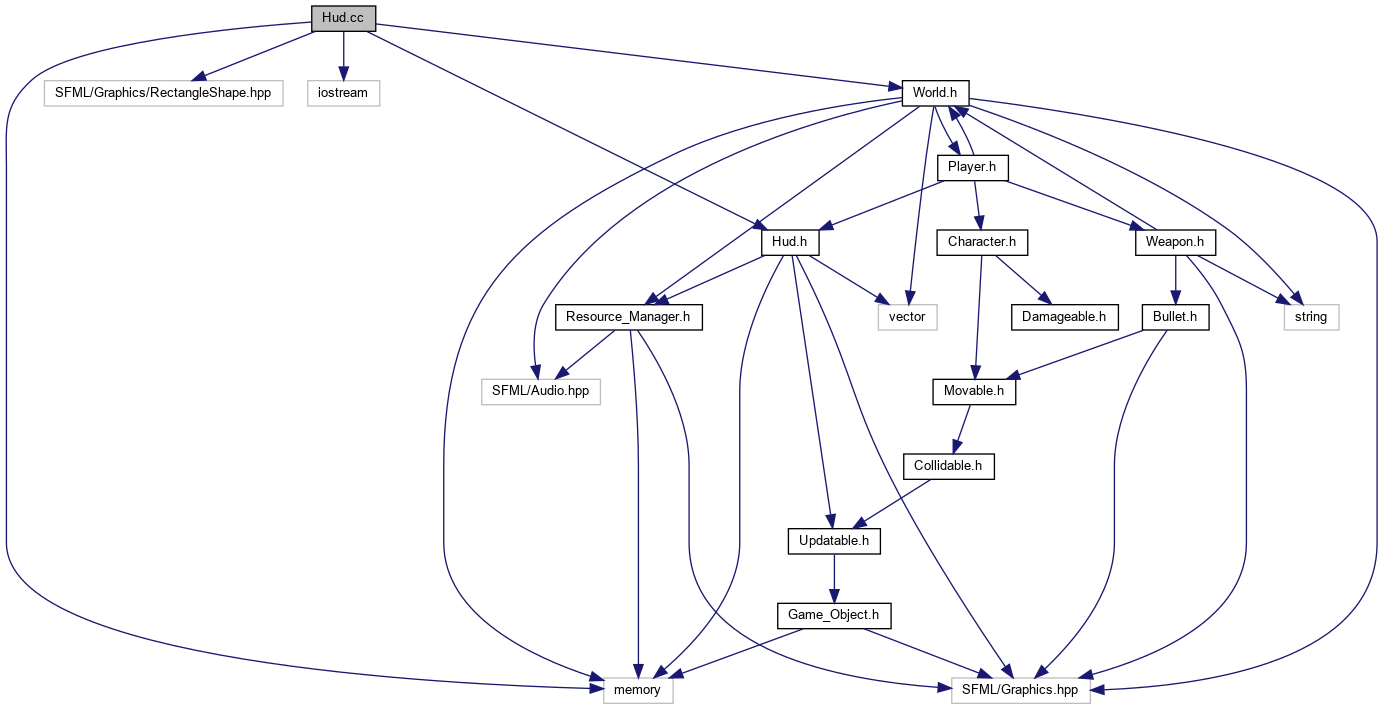 Hud.cc
SFML/Graphics/RectangleShape.hpp
iostream
World.h
Player.h
Hud.h
Character.h
Weapon.h
Resource_Manager.h
vector
Damageable.h
Bullet.h
string
SFML/Audio.hpp
Movable.h
Collidable.h
Updatable.h
Game_Object.h
memory
SFML/Graphics.hpp